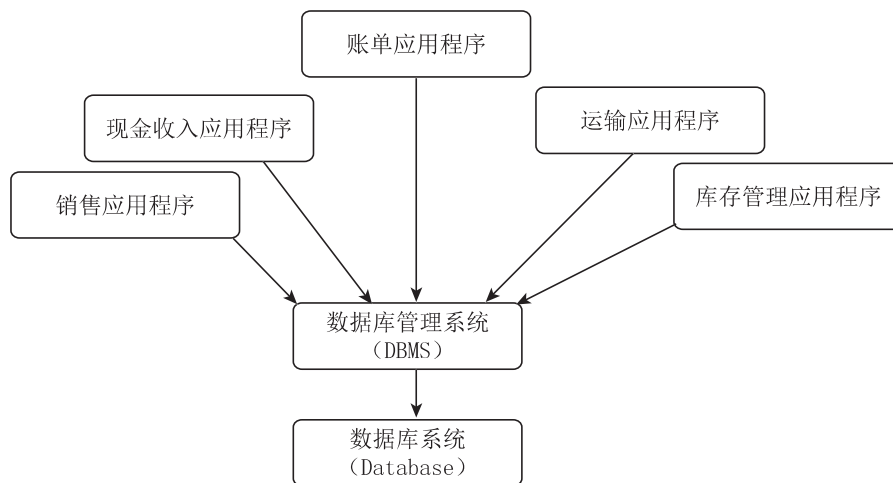 账单应用程序
现金收入应用程序
运输应用程序
销售应用程序
库存管理应用程序
数据库管理系统
（DBMS）
数据库系统
（Database）